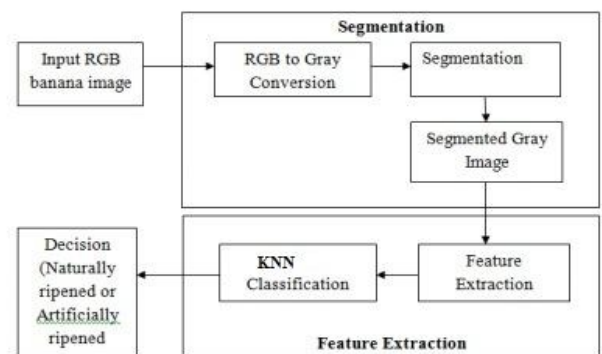 Segmentation
Input RGB
banana image
RGB to Gray
Conversion
Segmentation
Segmented Gray
Image
Feature
Extraction
KNN
Classification
Decision
(Naturally
ripened or
Artificially
ripened
Feature Extraction